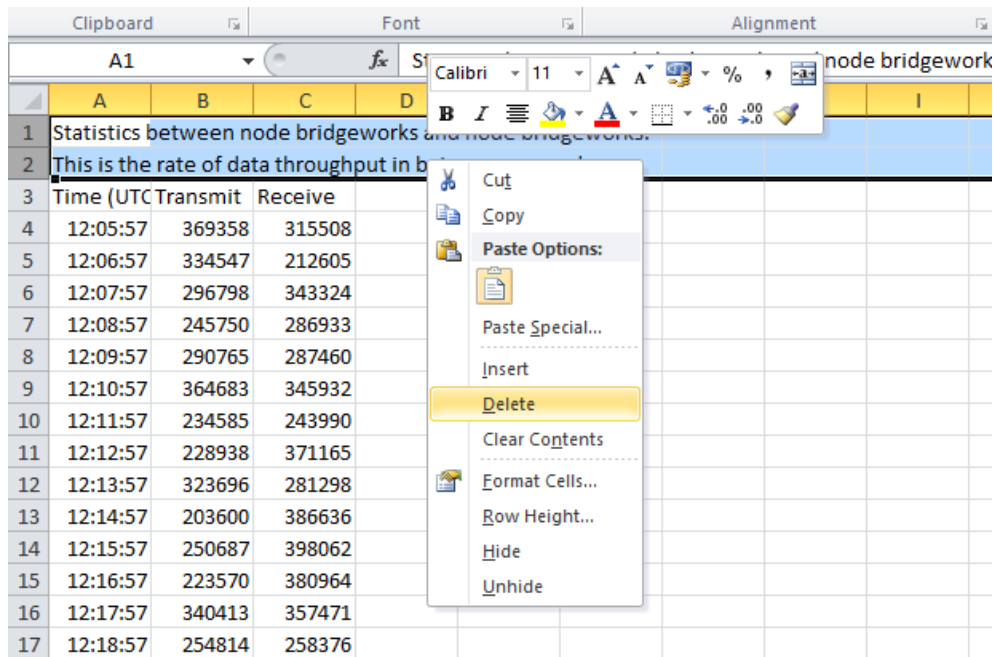 Clipboard Font Alignment
A1 fx node bridgework
Calibri 11 A A % ,
B I A .00 .00
A B C D I
1 Statistics between node bridgeworks and node bridgeworks.
2 This is the rate of data throughput in
3 Time (UTC Transmit Receive
4 12:05:57 369358 315508
5 12:06:57 334547 212605
6 12:07:57 296798 343324
7 12:08:57 245750 286933
8 12:09:57 290765 287460
9 12:10:57 364683 345932
10 12:11:57 234585 243990
11 12:12:57 228938 371165
12 12:13:57 323696 281298
13 12:14:57 203600 386636
14 12:15:57 250687 398062
15 12:16:57 223570 380964
16 12:17:57 340413 357471
17 12:18:57 254814 258376
Cut
Copy
Paste Options:
Paste Special...
Insert
Delete
Clear Contents
Format Cells...
Row Height...
Hide
Unhide